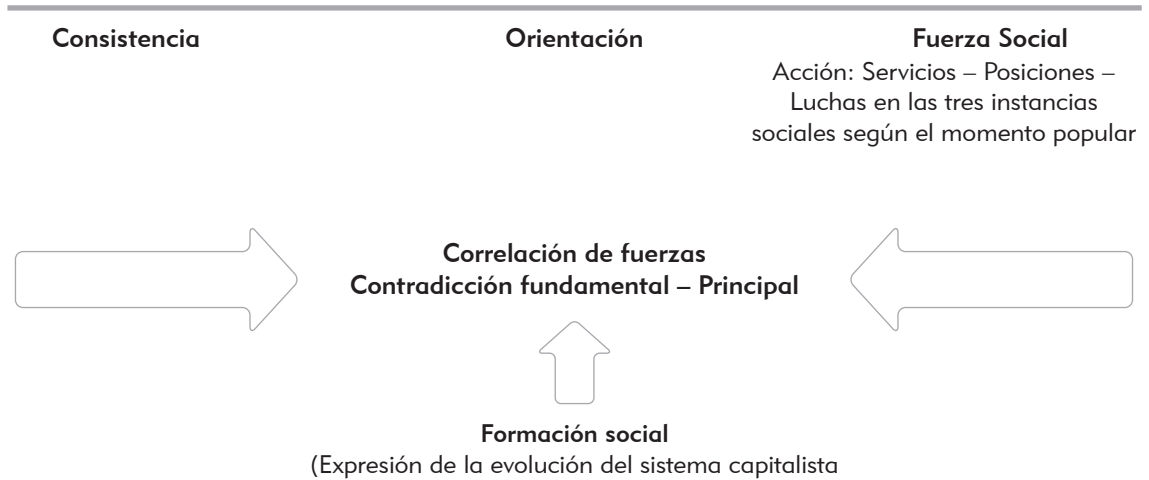 Consistencia
Orientación
Fuerza Social
Acción: Servicios – Posiciones –
Luchas en las tres instancias
sociales según el momento popular
Correlación de fuerzas
Contradicción fundamental – Principal
Formación social
(Expresión de la evolución del sistema capitalista